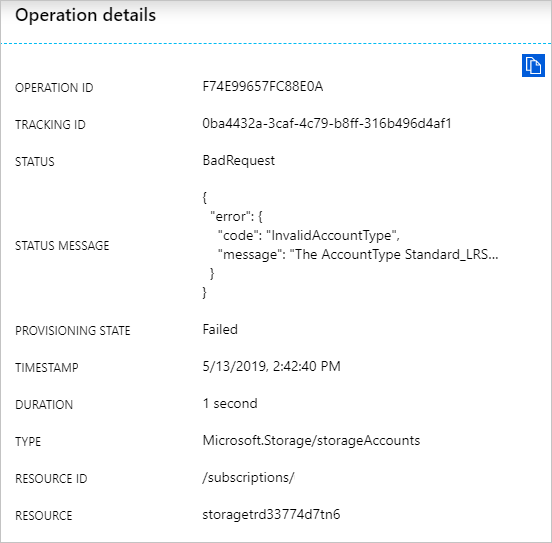 Operation details
OPERATION ID F74E99657FC88E0A
TRACKING ID 0ba4432a-3caf-4c79-b8ff-316b496d4af1
STATUS BadRequest
STATUS MESSAGE
{
"error": {
"code": "InvalidAccountType",
"message": "The AccountType Standard_LRS...
}
}
PROVISIONING STATE Failed
TIMESTAMP 5/13/2019, 2:42:40 PM
DURATION 1 second
TYPE Microsoft.Storage/storageAccounts
RESOURCE ID /subscriptions/
RESOURCE storagetrd33774d7tn6